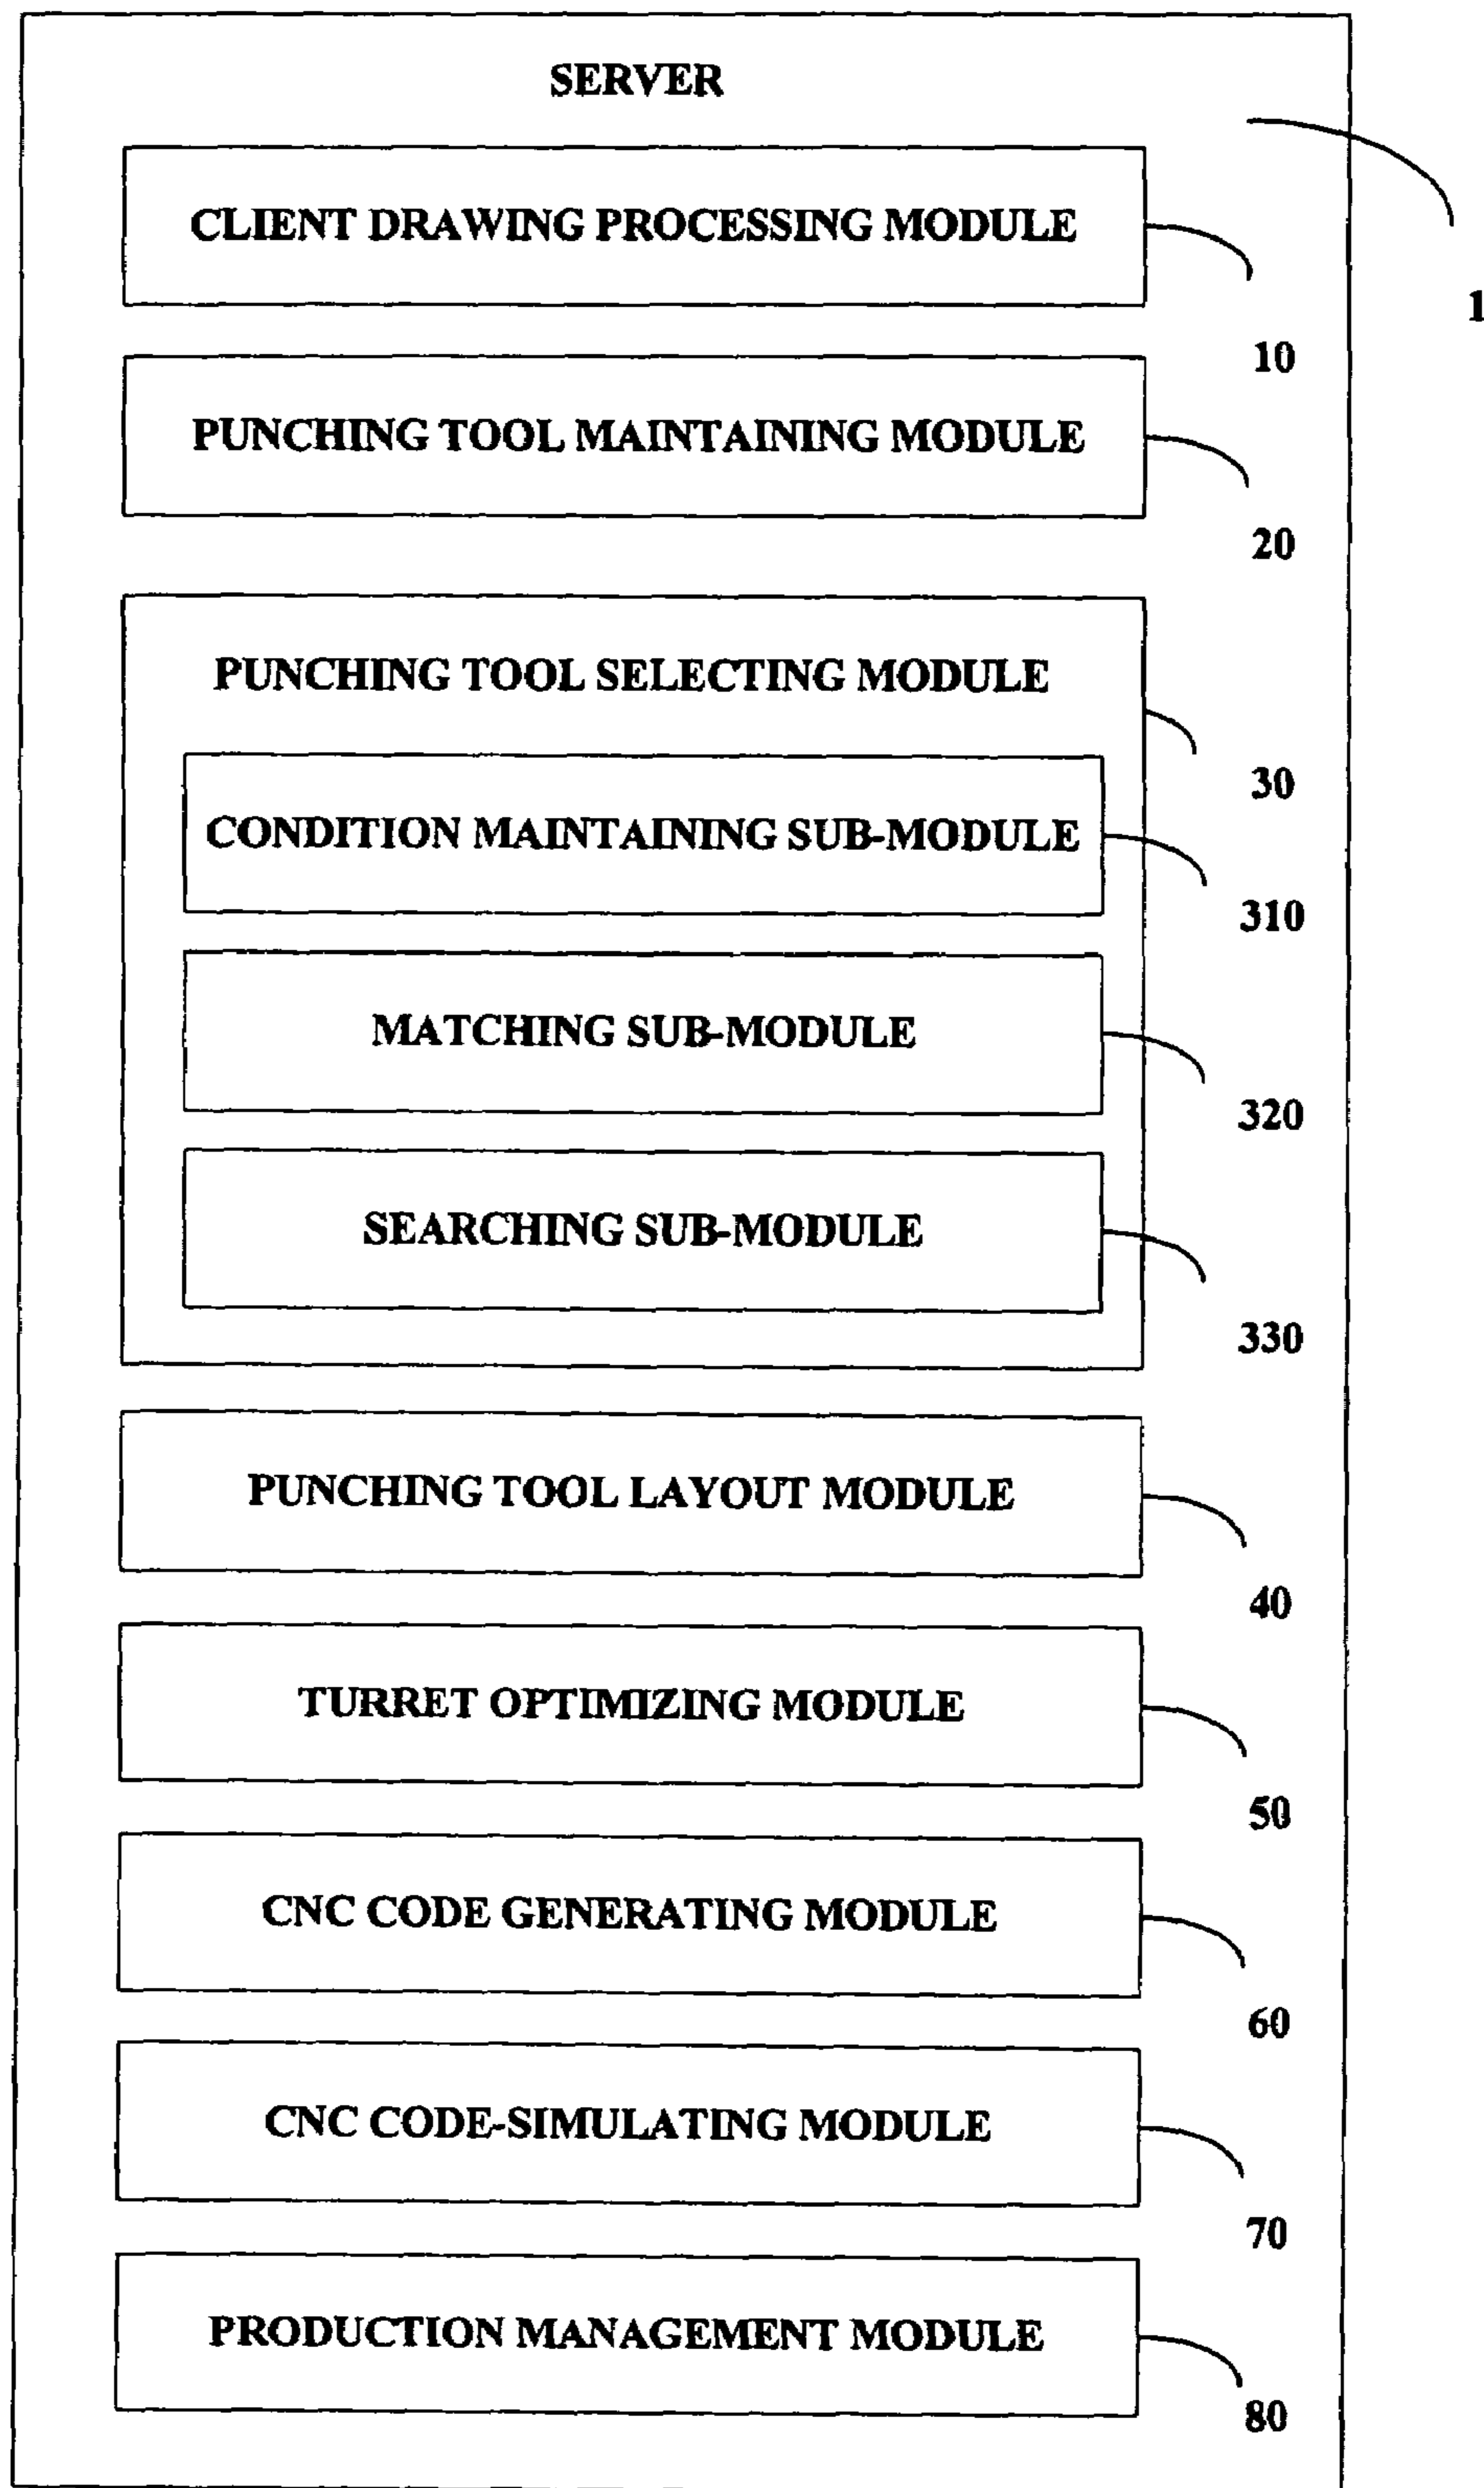 SERVER
1
CLIENT DRAWING PROCESSING MODULE
10
PUNCHING TOOL MAINTAINING MODULE
20
PUNCHING TOOL SELECTING MODULE
30
CONDITION MAINTAINING SUB-MODULE
310
MATCHING SUB-MODULE
320
SEARCHING SUB-MODULE
330
PUNCHING TOOL LAYOUT MODULE
40
TURRET OPTIMIZING MODULE
50
CNC CODE GENERATING MODULE
60
CNC CODE-SIMULATING MODULE
70
PRODUCTION MANAGEMENT MODULE
80